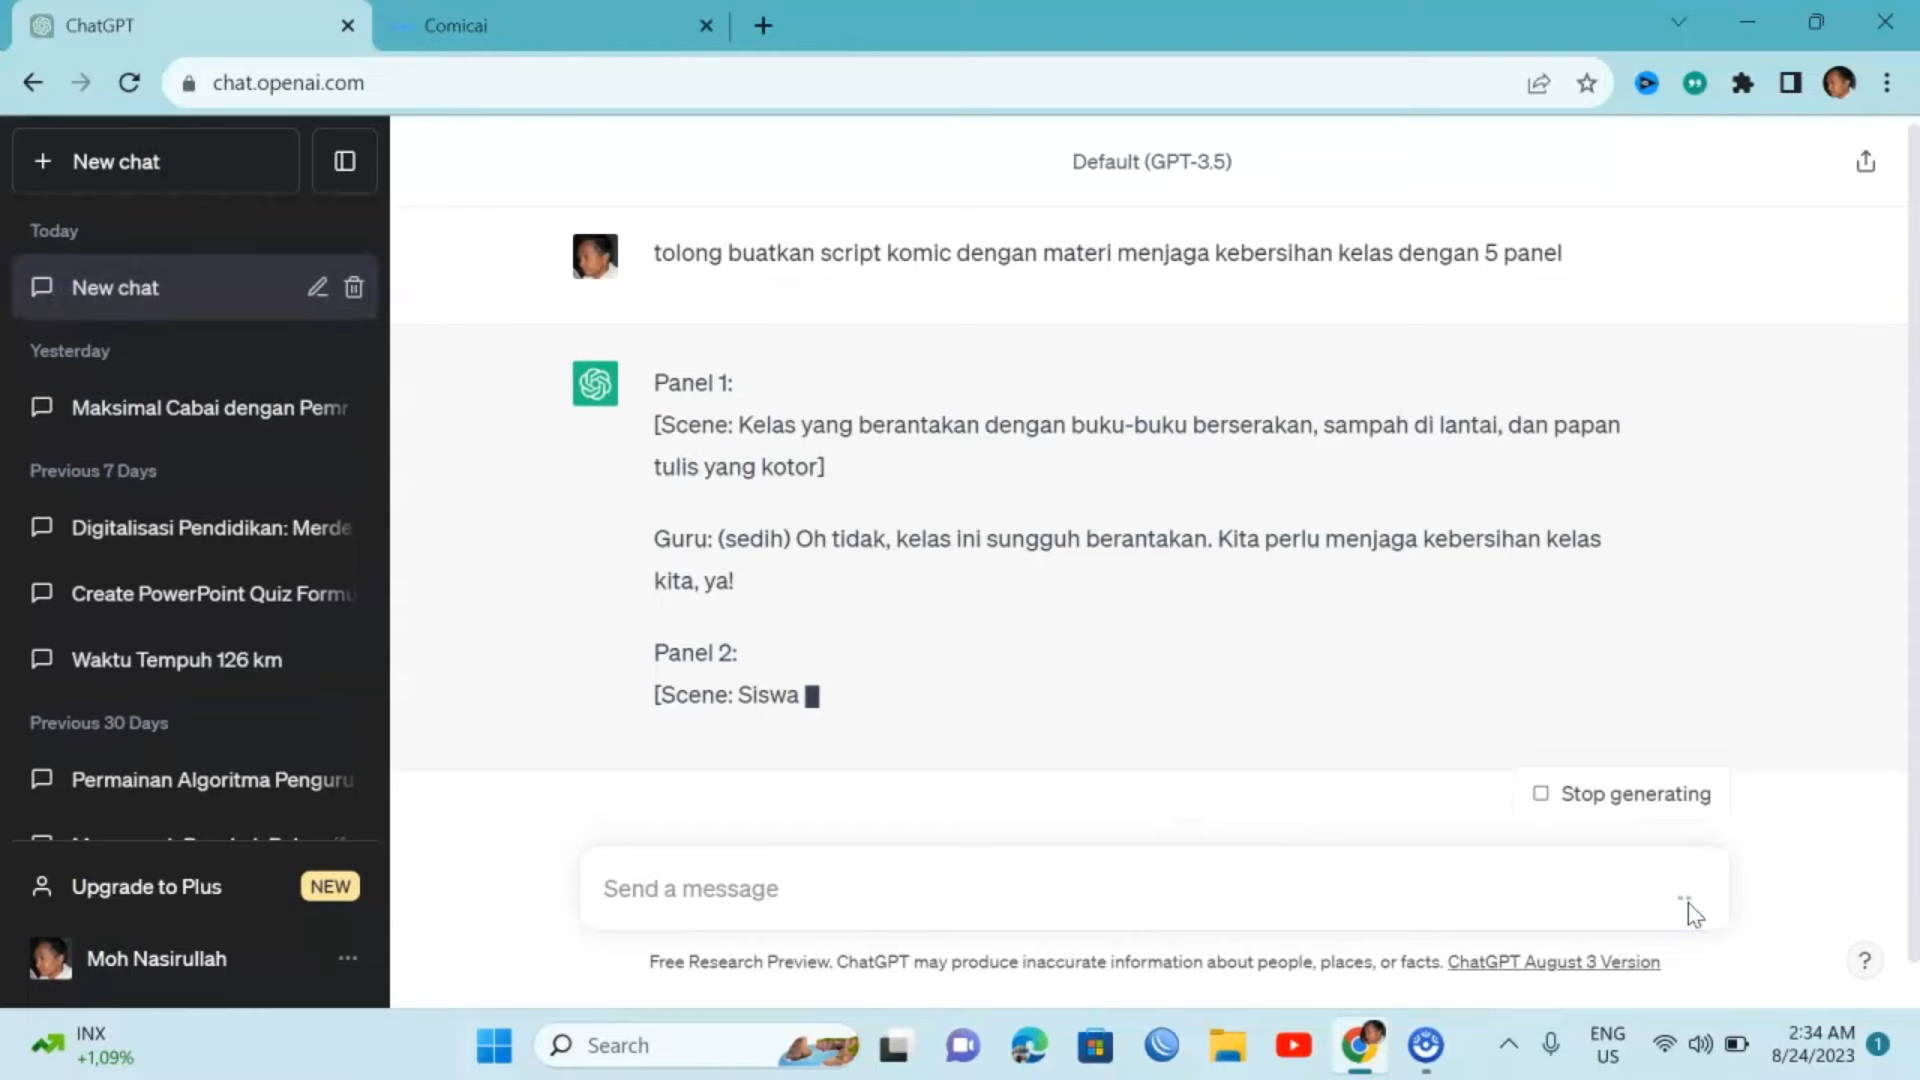 ChatGPT
Comicai
chat.openai.com
New chat
Default (GPT-3.5)
Today
New chat
Yesterday
Maksimal Cabai dengan Pemr
Previous 7 Days
Digitalisasi Pendidikan: Merde
Create PowerPoint Quiz Formu
Waktu Tempuh 126 km
Previous 30 Days
Permainan Algoritma Penguru
Upgrade to Plus
NEW
Moh Nasirullah
tolong buatkan script komic dengan materi menjaga kebersihan kelas dengan 5 panel
Panel 1:
[Scene: Kelas yang berantakan dengan buku-buku berserakan, sampah di lantai, dan papan
tulis yang kotor]
Guru: (sedih) Oh tidak, kelas ini sungguh berantakan. Kita perlu menjaga kebersihan kelas
kita, ya!
Panel 2:
[Scene: Siswa
Stop generating
Send a message
Free Research Preview. ChatGPT may produce inaccurate information about people, places, or facts. ChatGPT August 3 Version
?
INX
+1,09%
Search
ENG
US
2:34 AM
8/24/2023
1